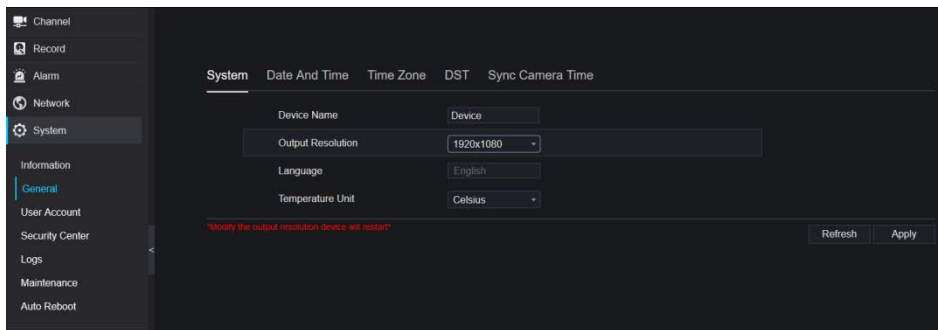 Channel
Record
Alarm
Network
System
Information
General
User Account
Security Center
Logs
Maintenance
Auto Reboot
System Date And Time Time Zone DST Sync Camera Time
Device Name Device
Output Resolution 1920x1080
Language English
Temperature Unit Celsius
*Modify the output resolution device will restart*
Refresh Apply